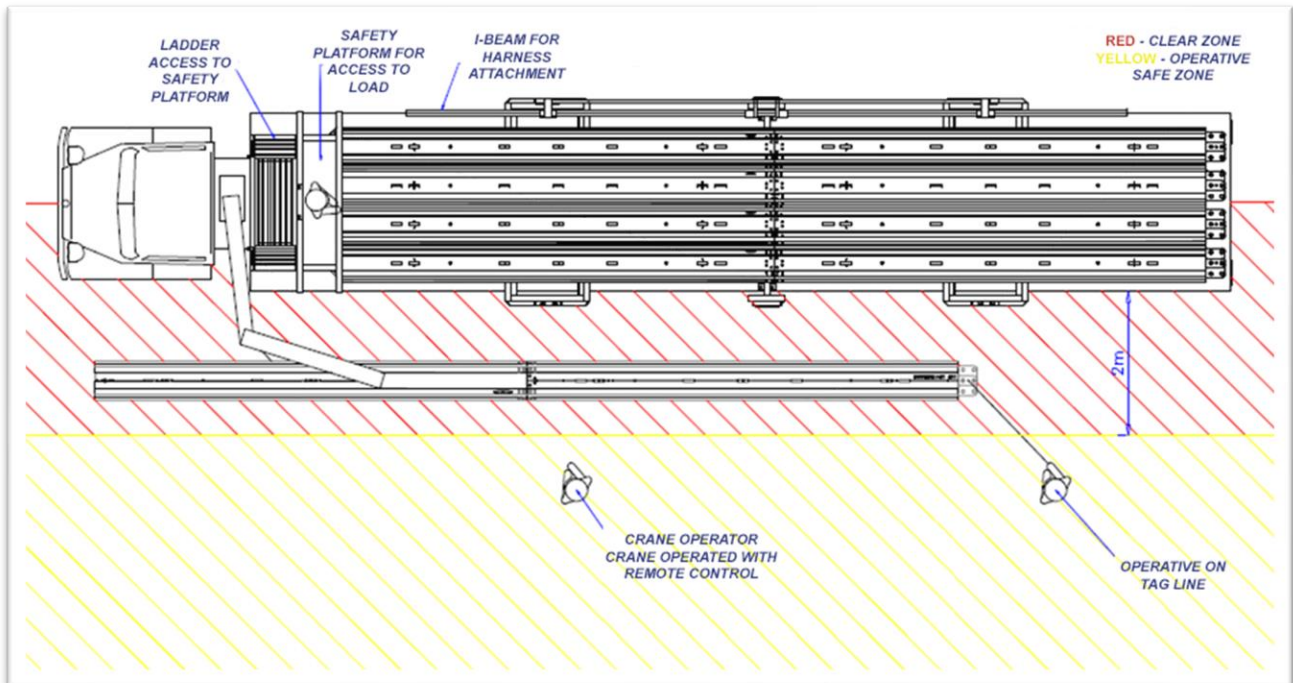 LADDER
ACCESS TO
SAFETY
PLATFORM
SAFETY
PLATFORM FOR
ACCESS TO
LOAD
I-BEAM FOR
HARNESS
ATTACHMENT
RED - CLEAR ZONE
YELLOW - OPERATIVE
SAFE ZONE
2m
CRANE OPERATOR
CRANE OPERATED WITH
REMOTE CONTROL
OPERATIVE ON
TAG LINE